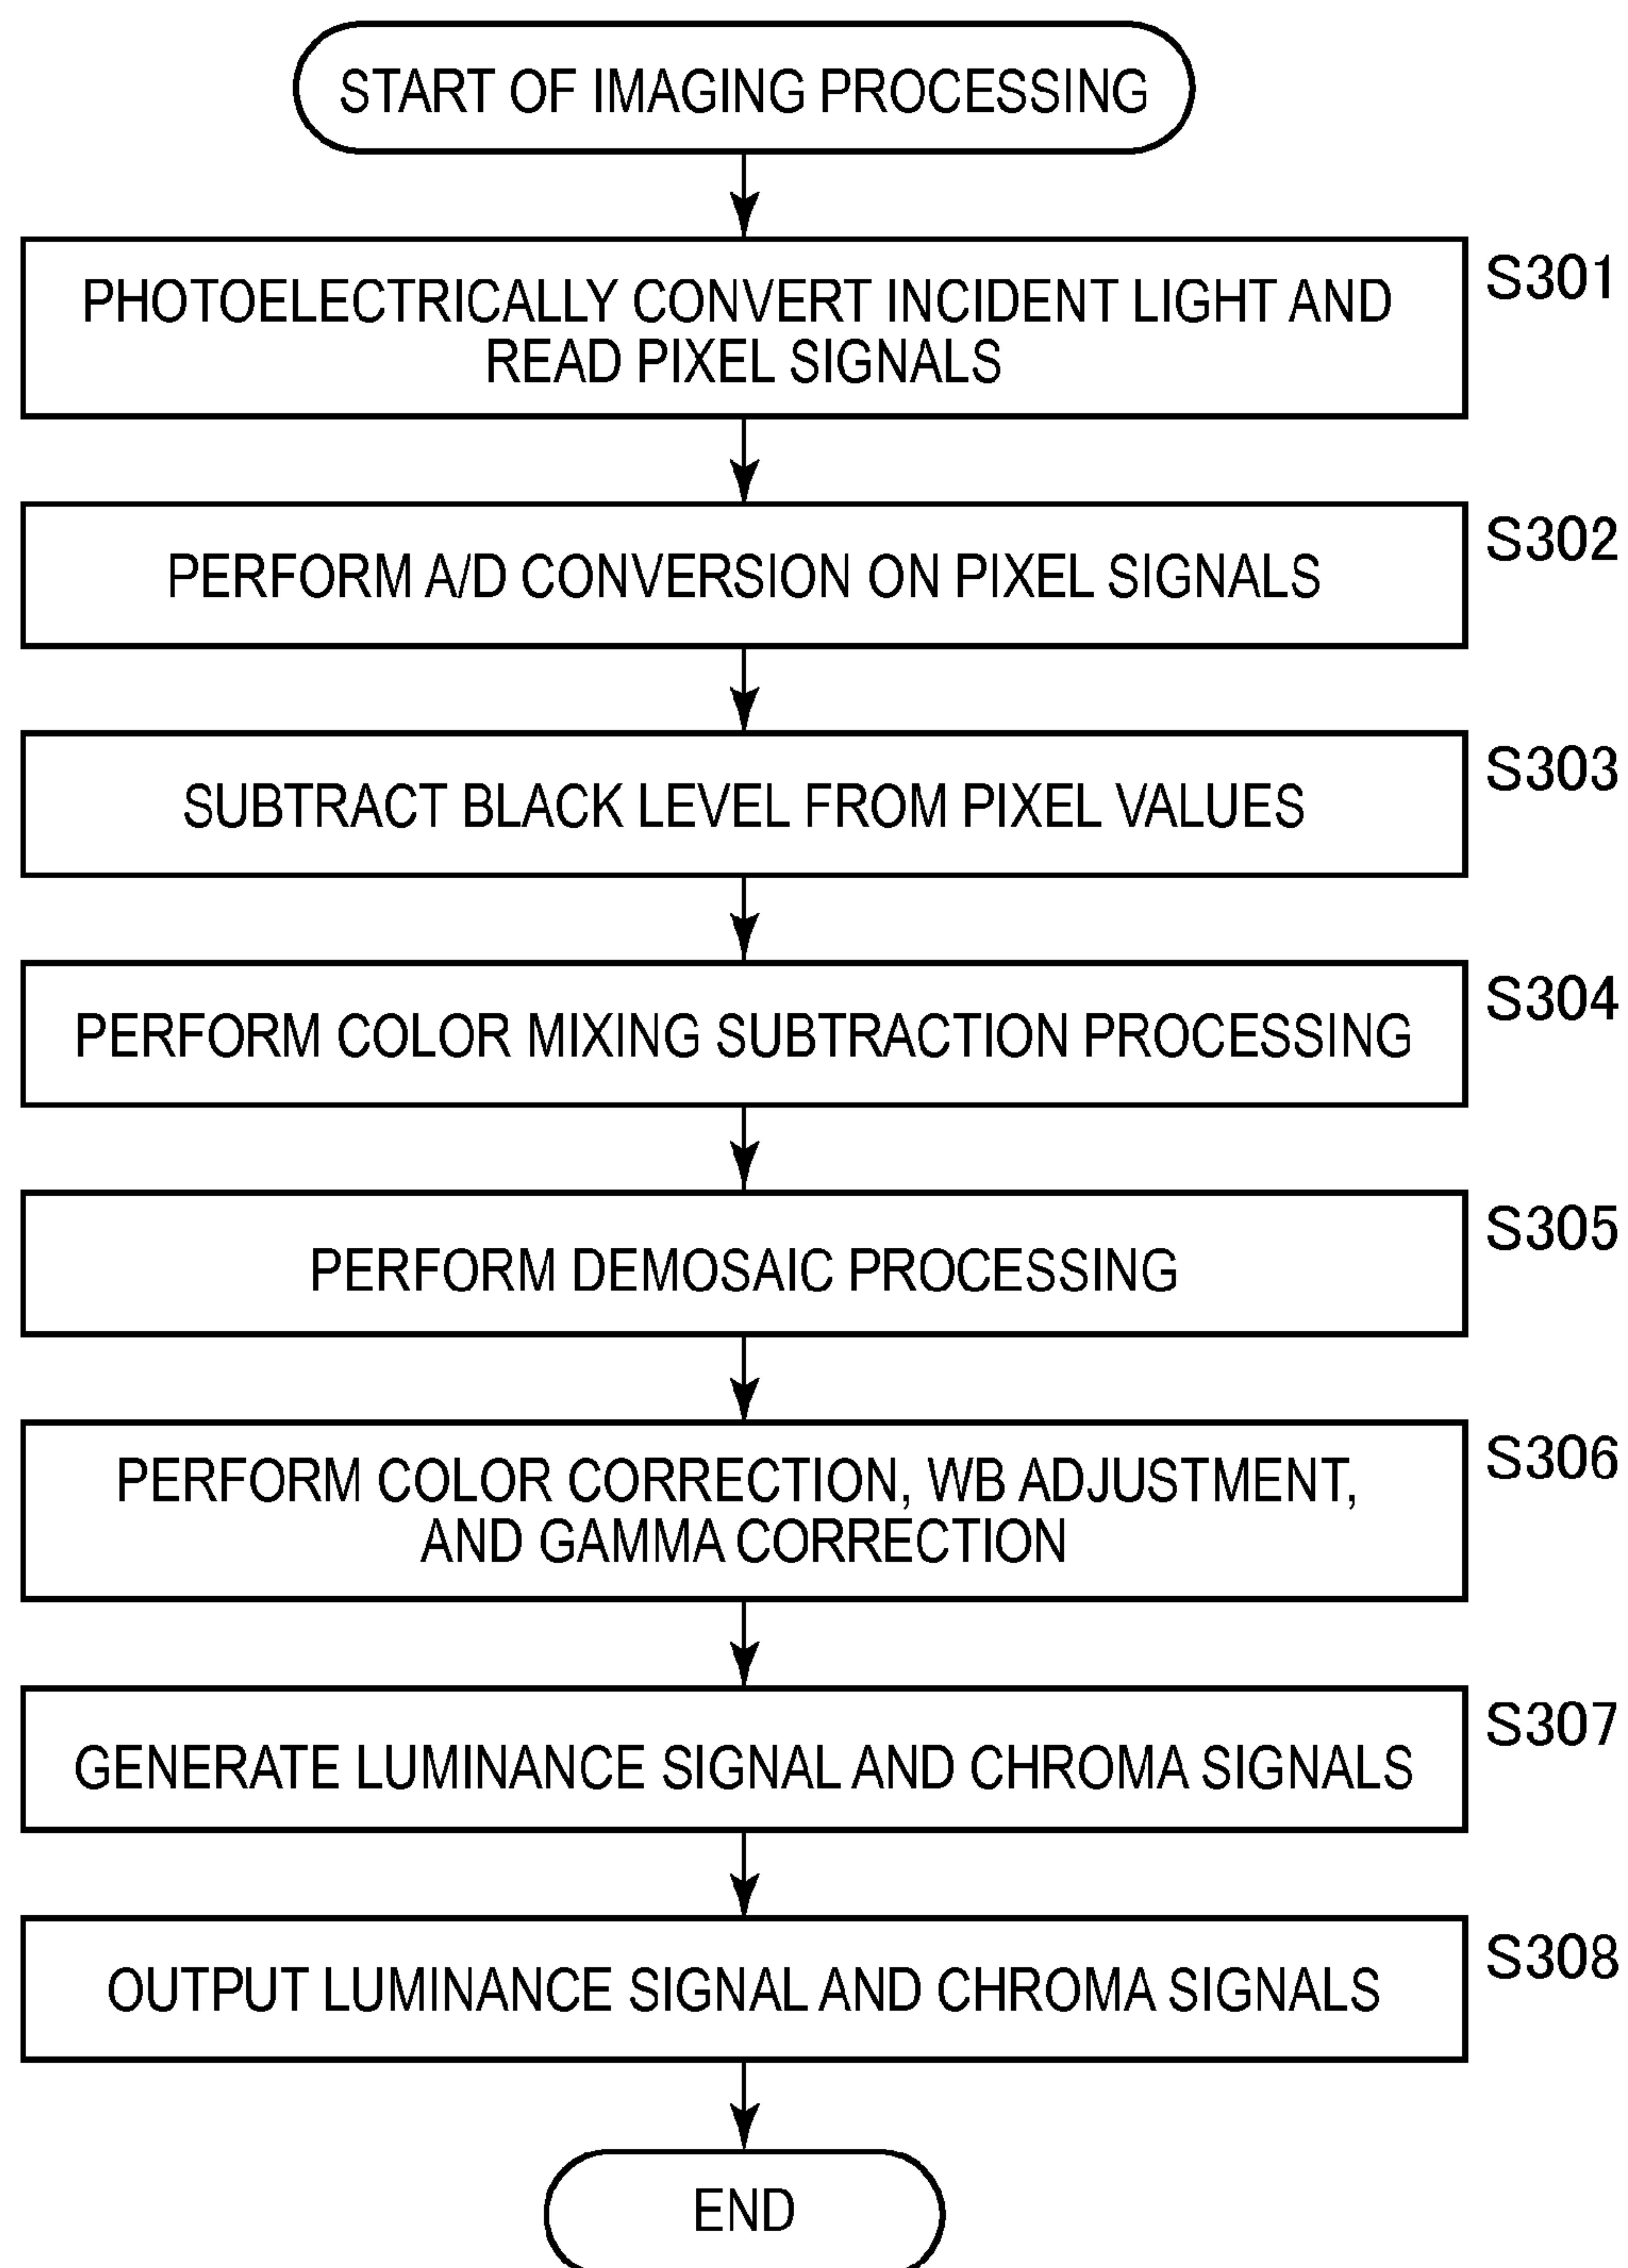 START OF IMAGING PROCESSING
S301
PHOTOELECTRICALLY CONVERT INCIDENT LIGHT AND
READ PIXEL SIGNALS
S302
PERFORM A/D CONVERSION ON PIXEL SIGNALS
S303
SUBTRACT BLACK LEVEL FROM PIXEL VALUES
S304
PERFORM COLOR MIXING SUBTRACTION PROCESSING
S305
PERFORM DEMOSAIC PROCESSING
S306
PERFORM COLOR CORRECTION, WB ADJUSTMENT,
AND GAMMA CORRECTION
S307
GENERATE LUMINANCE SIGNAL AND CHROMA SIGNALS
S308
OUTPUT LUMINANCE SIGNAL AND CHROMA SIGNALS
END